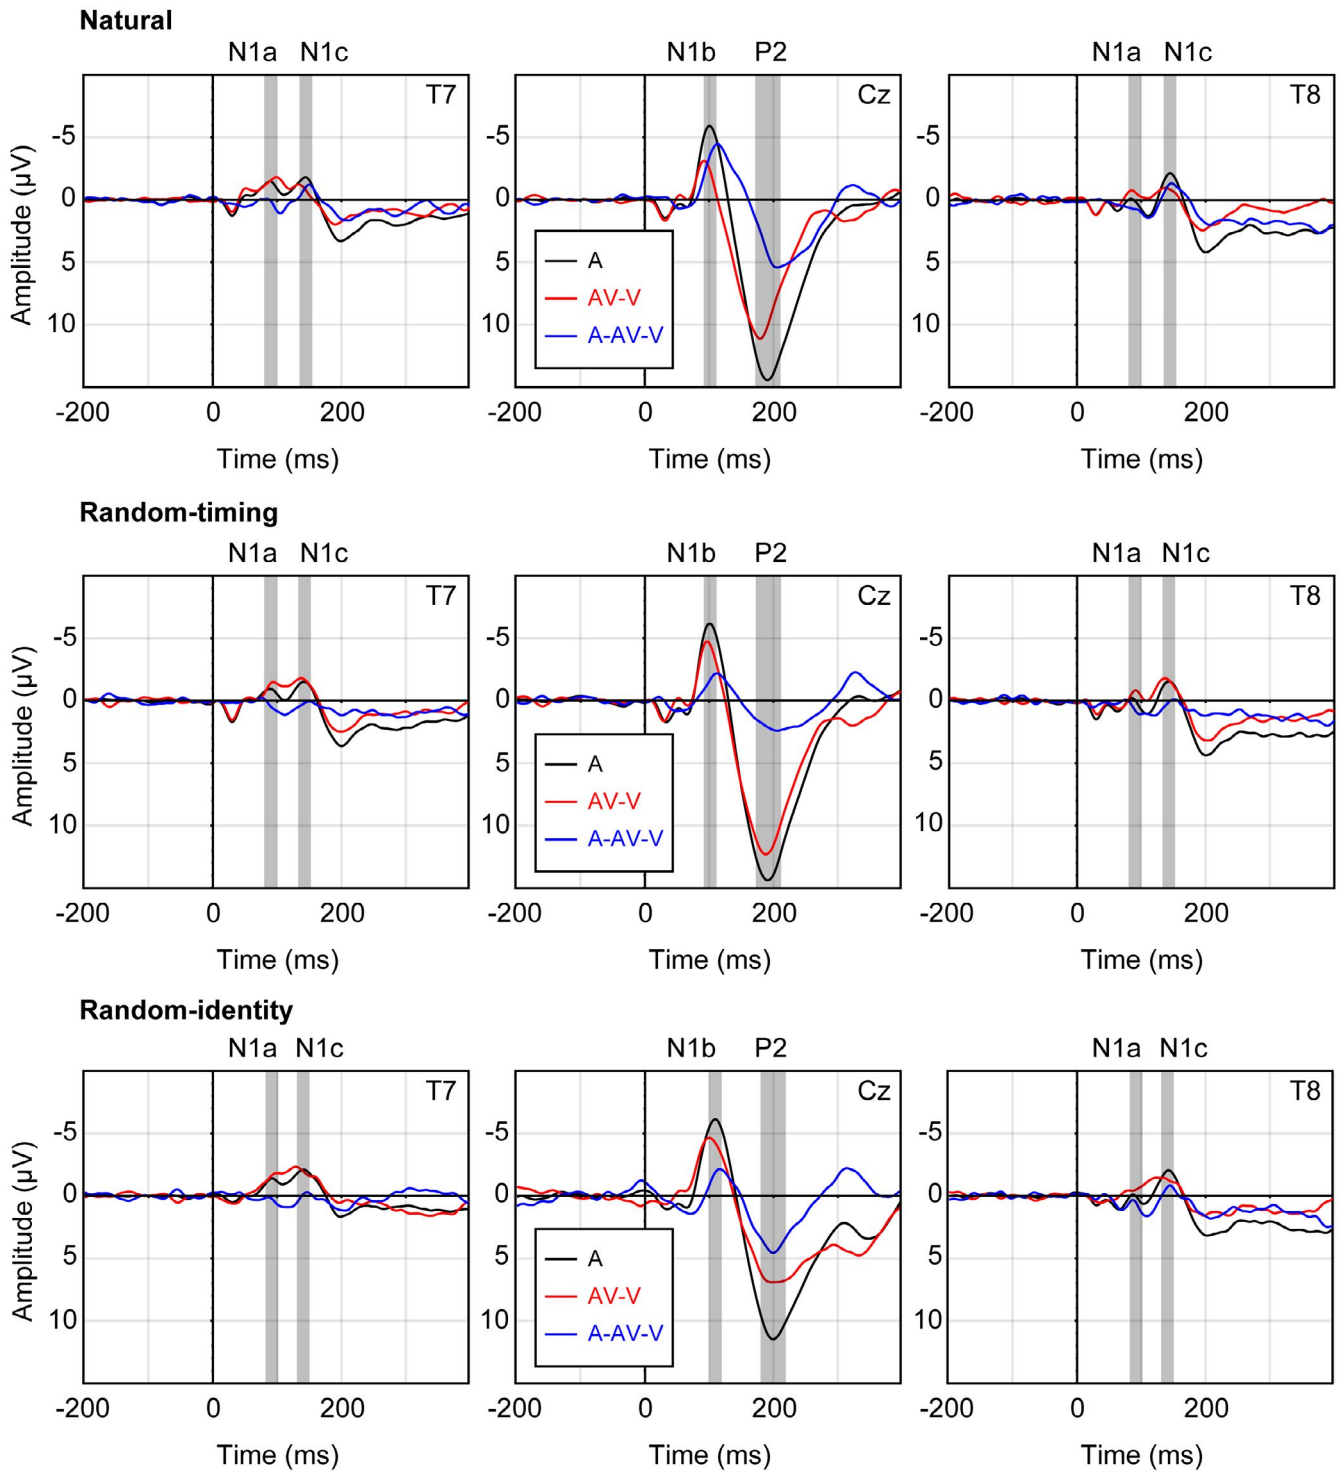 Natural
N1a N1c N1b P2 N1a N1c
T7 Cz T8
Amplitude (µV)
-5 -5 -5
0 0 0
5 5 5
10 10 10
A
AV-V
A-AV-V
-200 0 200 -200 0 200 -200 0 200
Time (ms) Time (ms) Time (ms)
Random-timing
N1a N1c N1b P2 N1a N1c
T7 Cz T8
Amplitude (µV)
-5 -5 -5
0 0 0
5 5 5
10 10 10
A
AV-V
A-AV-V
-200 0 200 -200 0 200 -200 0 200
Time (ms) Time (ms) Time (ms)
Random-identity
N1a N1c N1b P2 N1a N1c
T7 Cz T8
Amplitude (µV)
-5 -5 -5
0 0 0
5 5 5
10 10 10
A
AV-V
A-AV-V
-200 0 200 -200 0 200 -200 0 200
Time (ms) Time (ms) Time (ms)